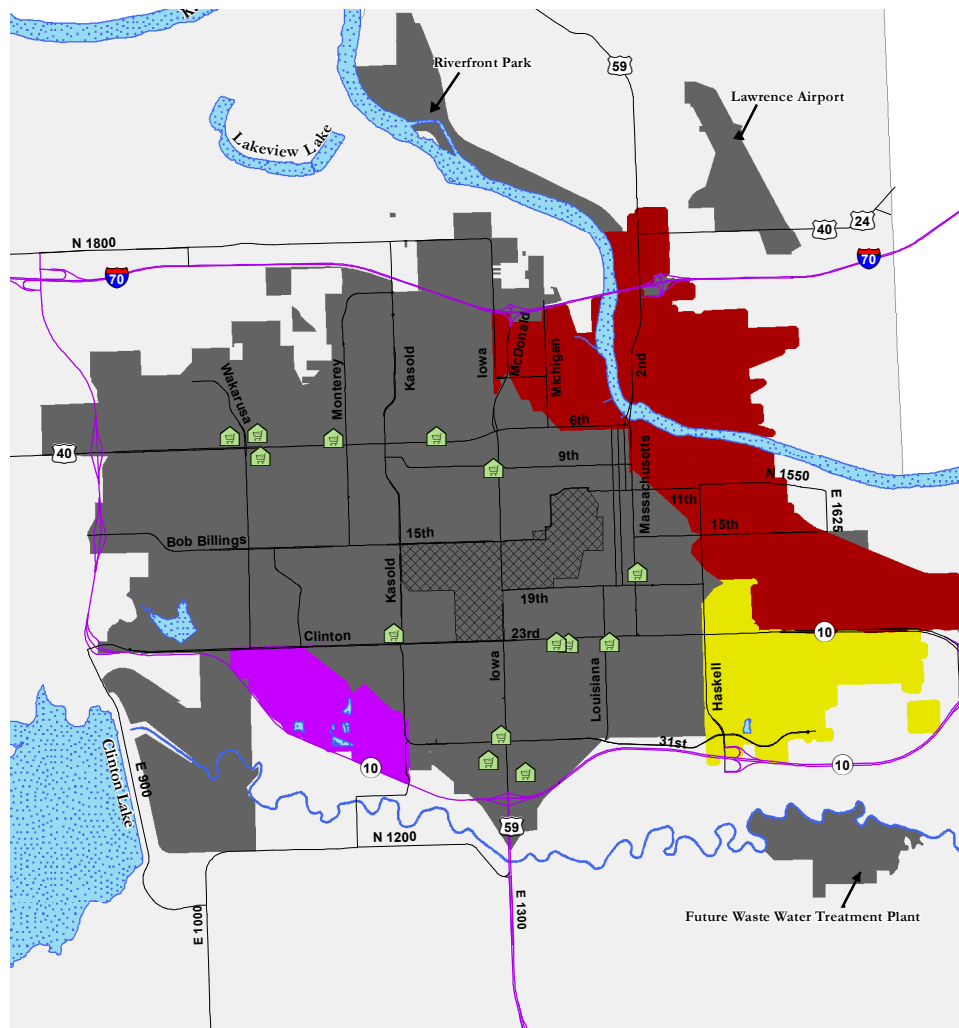 K
Riverfront Park
59
Lawrence Airport
Lakeview Lake
24
40
N 1800
70
70
McDonald
Iowa
Michigan
2nd
Kasold
Monterey
Wakarusa
6th
40
9th
Massachusetts
N 1550
11th
E 1625
15th
15th
Bob Billings
Kasold
19th
Clinton
23rd
10
Iowa
Louisiana
Haskell
31st
10
10
Clinton Lake
E 900
59
N 1200
E 1000
E 1300
Future Waste Water Treatment Plant